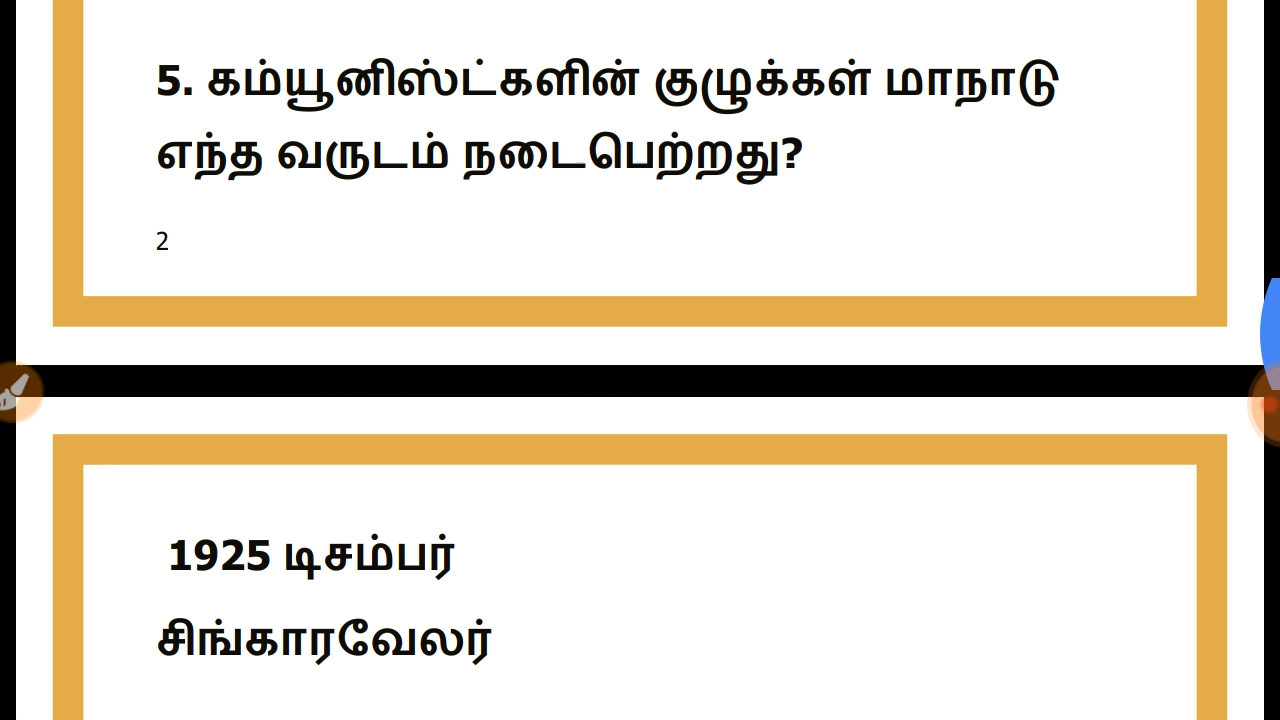 5. கம்யூனிஸ்ட்களின் குழுக்கள் மாநாடு
எந்த வருடம் நடைபெற்றது?
2
1925 டிசம்பர்
சிங்காரவேலர்